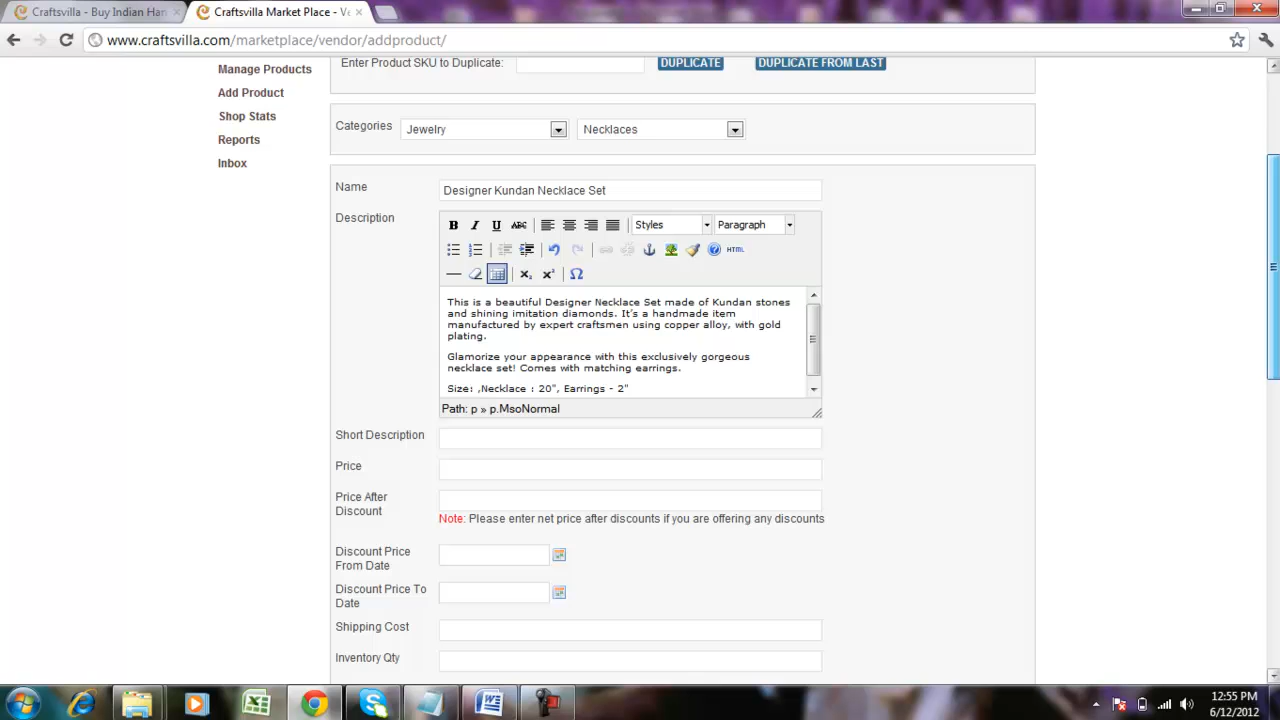 Craftsvilla - Buy Indian Han
Craftsvilla Market Place - Ve
www.craftsvilla.com/marketplace/vendor/addproduct/
Manage Products
Add Product
Shop Stats
Reports
Inbox
Enter Product SKU to Duplicate:
DUPLICATE
DUPLICATE FROM LAST
Categories
Jewelry
Necklaces
Name
Designer Kundan Necklace Set
Description
B I U ABC
Styles
Paragraph
HTML
This is a beautiful Designer Necklace Set made of Kundan stones
and shining imitation diamonds. It's a handmade item
manufactured by expert craftsmen using copper alloy, with gold
plating.
Glamorize your appearance with this exclusively gorgeous
necklace set! Comes with matching earrings.
Size: ,Necklace : 20", Earrings - 2"
Path: p » p.MsoNormal
Short Description
Price
Price After
Discount
Note: Please enter net price after discounts if you are offering any discounts
Discount Price
From Date
Discount Price To
Date
Shipping Cost
Inventory Qty
12:55 PM
6/12/2012